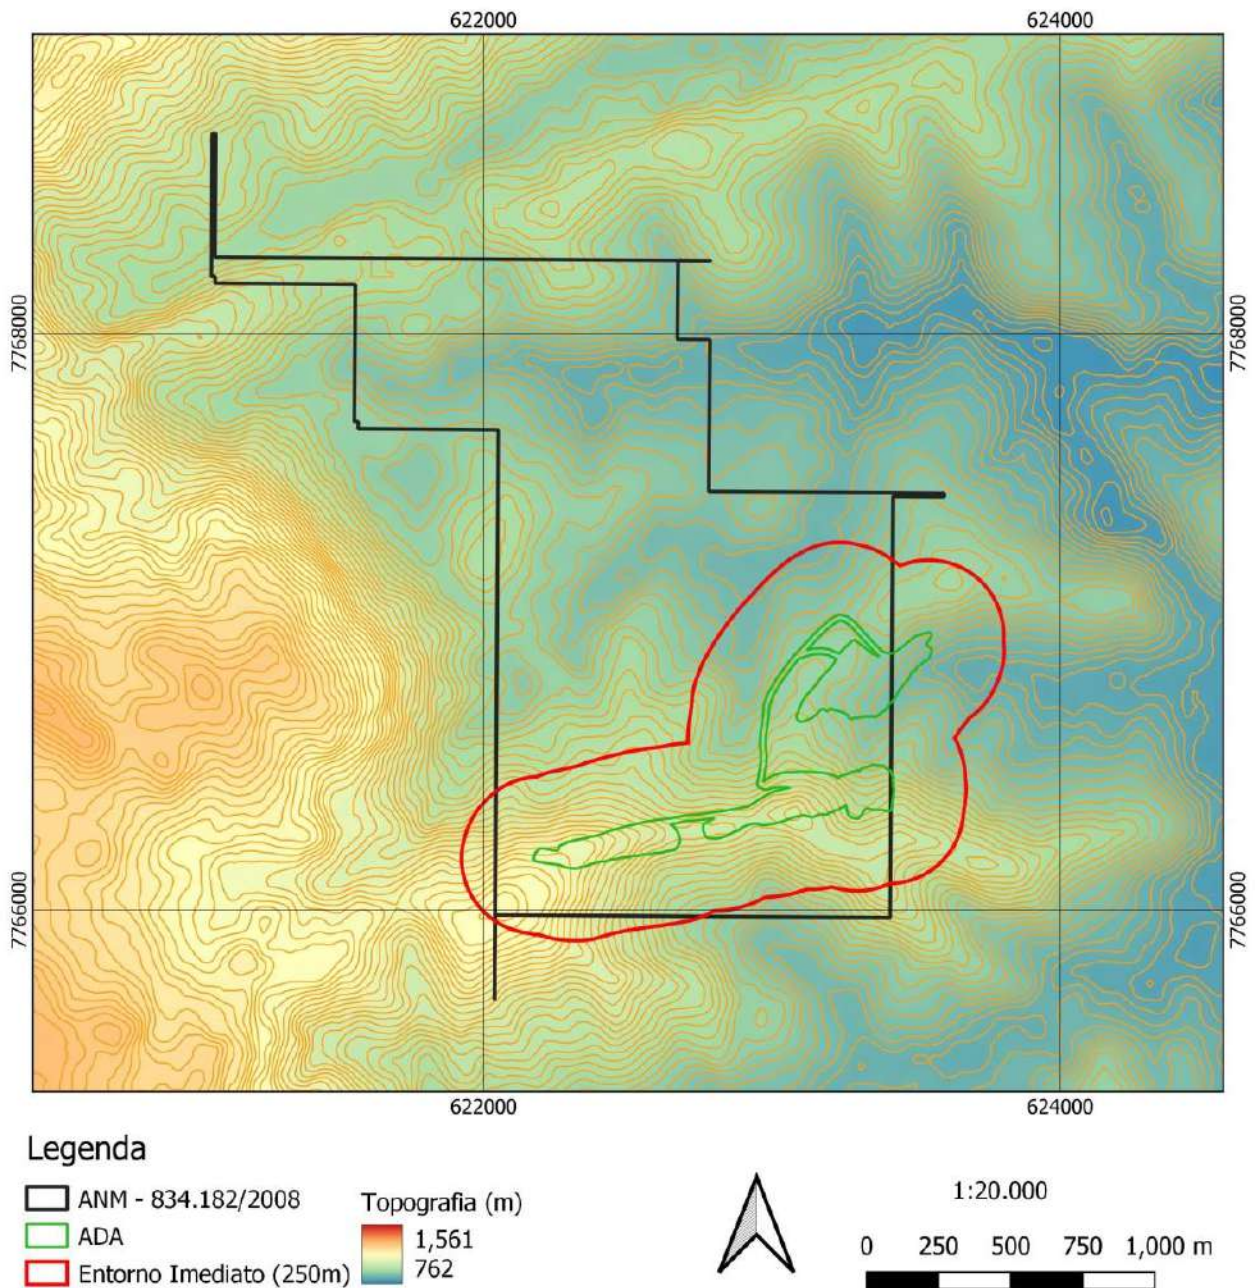 622000 624000
7768000 7768000
7766000 7766000
622000 624000
Legenda
ANM - 834.182/2008
ADA
Entorno Imediato (250m)
Topografia (m)
1,561
762
1:20.000
0 250 500 750 1,000 m